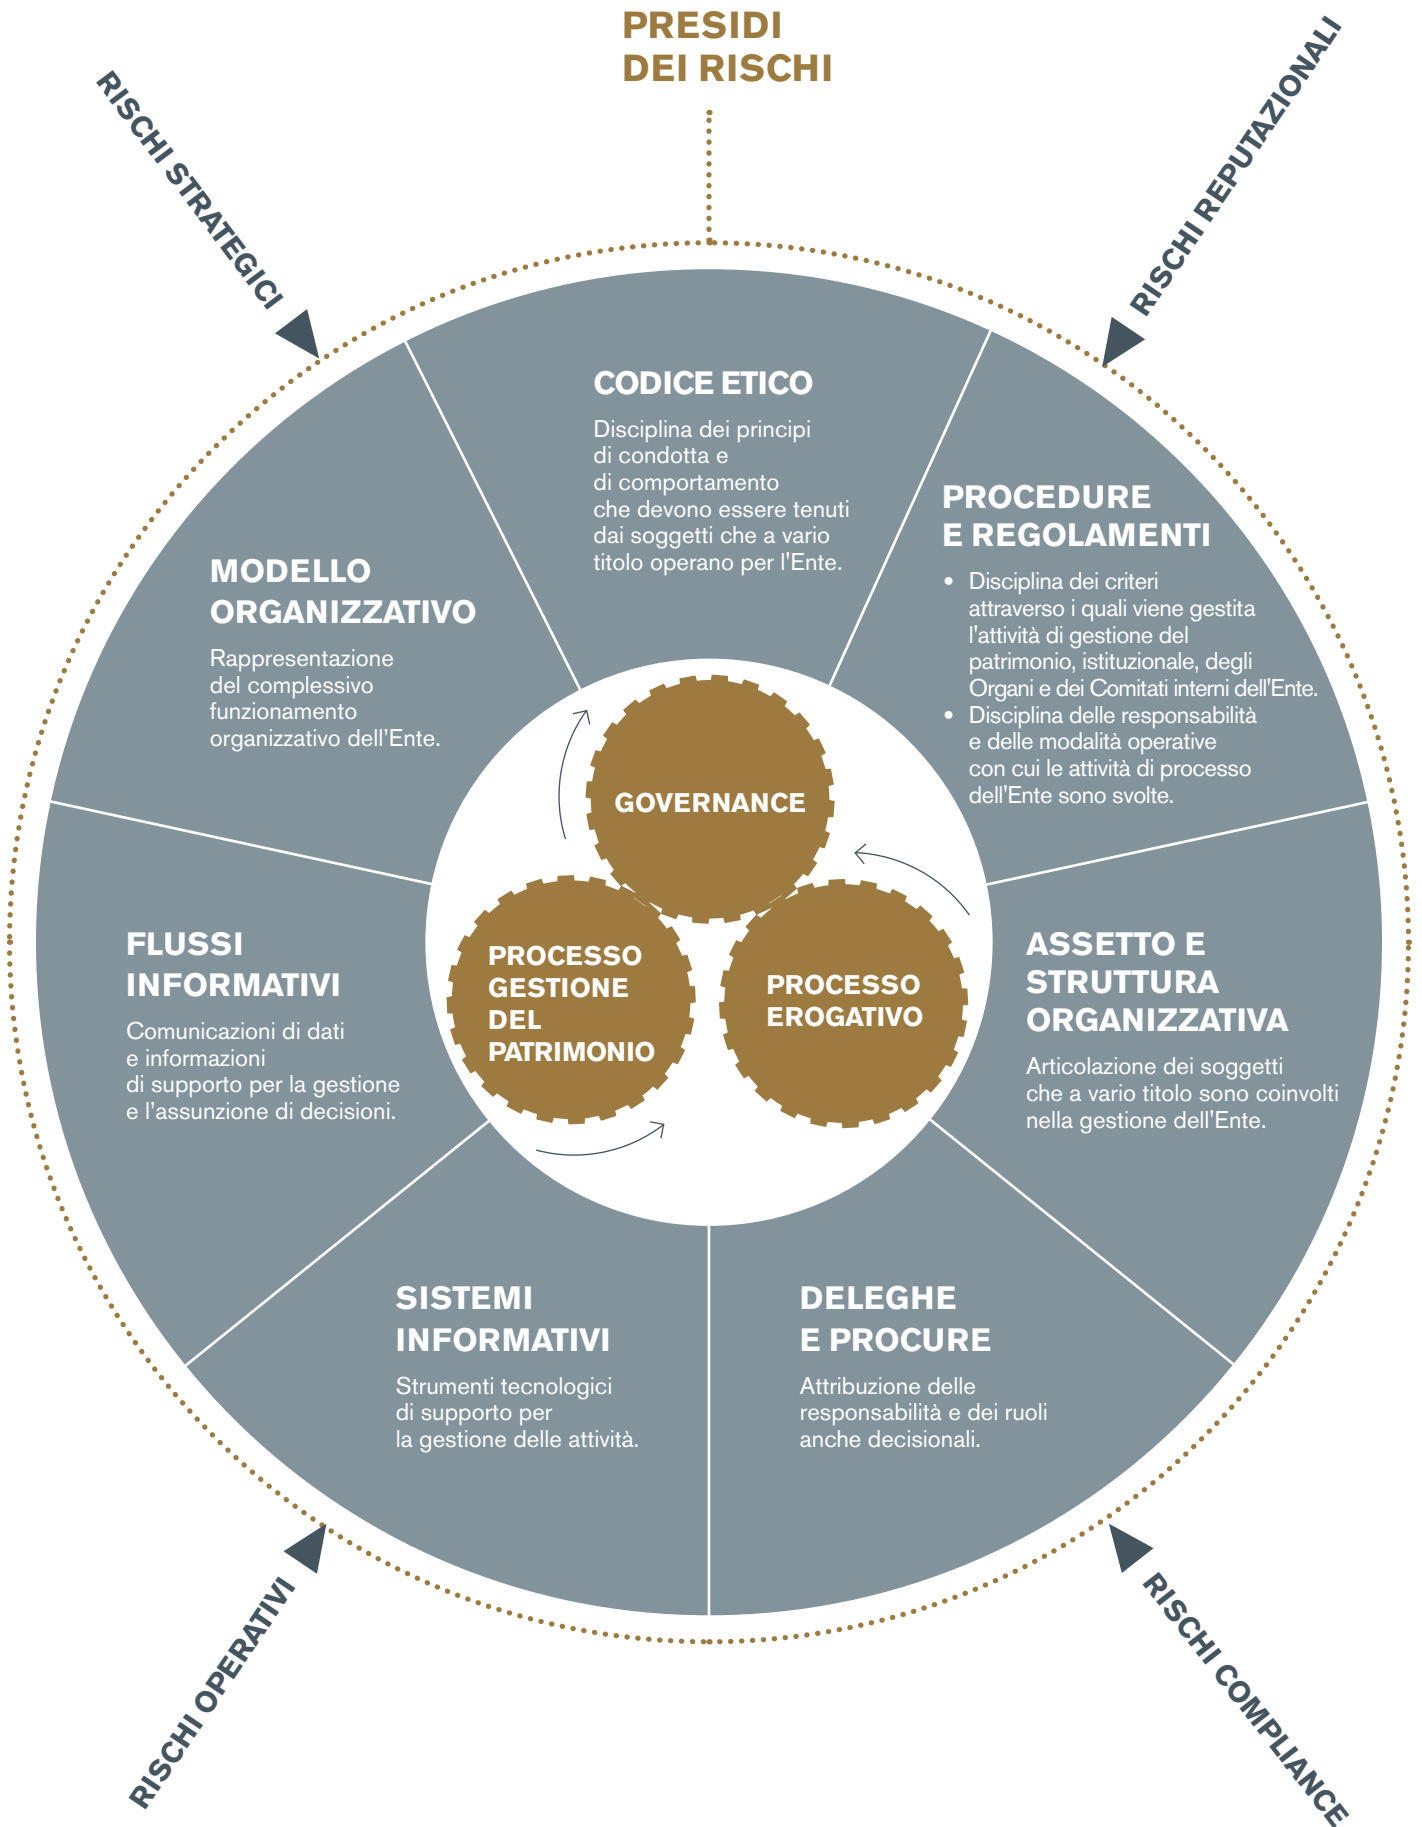 PRESIDI
DEI RISCHI
RISCHI STRATEGICI
RISCHI REPUTAZIONALI
CODICE ETICO
Disciplina dei principi
di condotta e
di comportamento
che devono essere tenuti
dai soggetti che a vario
titolo operano per l'Ente.
PROCEDURE
E REGOLAMENTI
• Disciplina dei criteri
attraverso i quali viene gestita
l'attività di gestione del
patrimonio, istituzionale, degli
Organi e dei Comitati interni dell'Ente.
• Disciplina delle responsabilità
e delle modalità operative
con cui le attività di processo
dell'Ente sono svolte.
MODELLO
ORGANIZZATIVO
Rappresentazione
del complessivo
funzionamento
organizzativo dell’Ente.
GOVERNANCE
PROCESSO
GESTIONE
DEL
PATRIMONIO
PROCESSO
EROGATIVO
FLUSSI
INFORMATIVI
Comunicazioni di dati
e informazioni
di supporto per la gestione
e l’assunzione di decisioni.
ASSETTO E
STRUTTURA
ORGANIZZATIVA
Articolazione dei soggetti
che a vario titolo sono coinvolti
nella gestione dell'Ente.
SISTEMI
INFORMATIVI
Strumenti tecnologici
di supporto per
la gestione delle attività.
DELEGHE
E PROCURE
Attribuzione delle
responsabilità e dei ruoli
anche decisionali.
RISCHI OPERATIVI
RISCHI COMPLIANCE